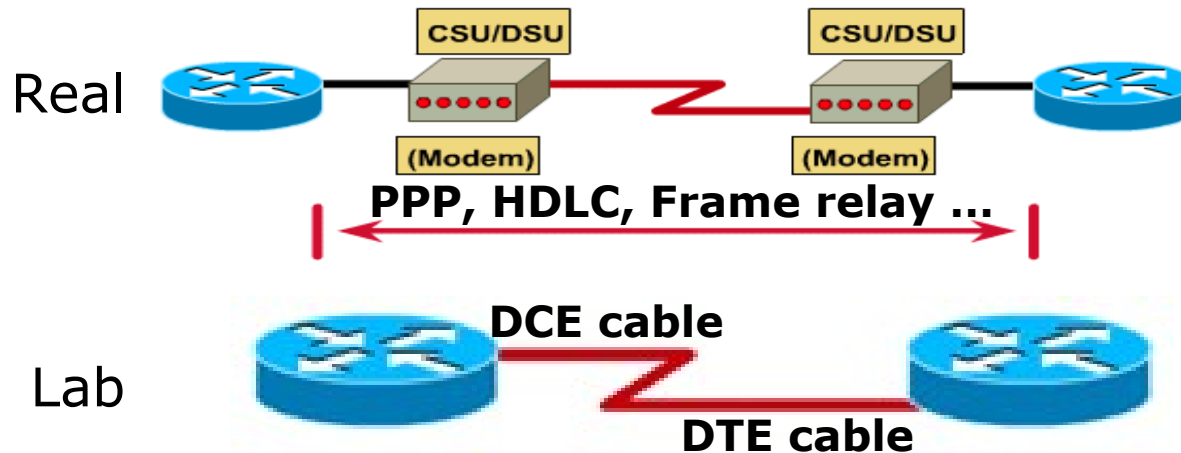 CSU/DSU
CSU/DSU
Real
(Modem)
(Modem)
PPP, HDLC, Frame relay ...
DCE cable
Lab
DTE cable